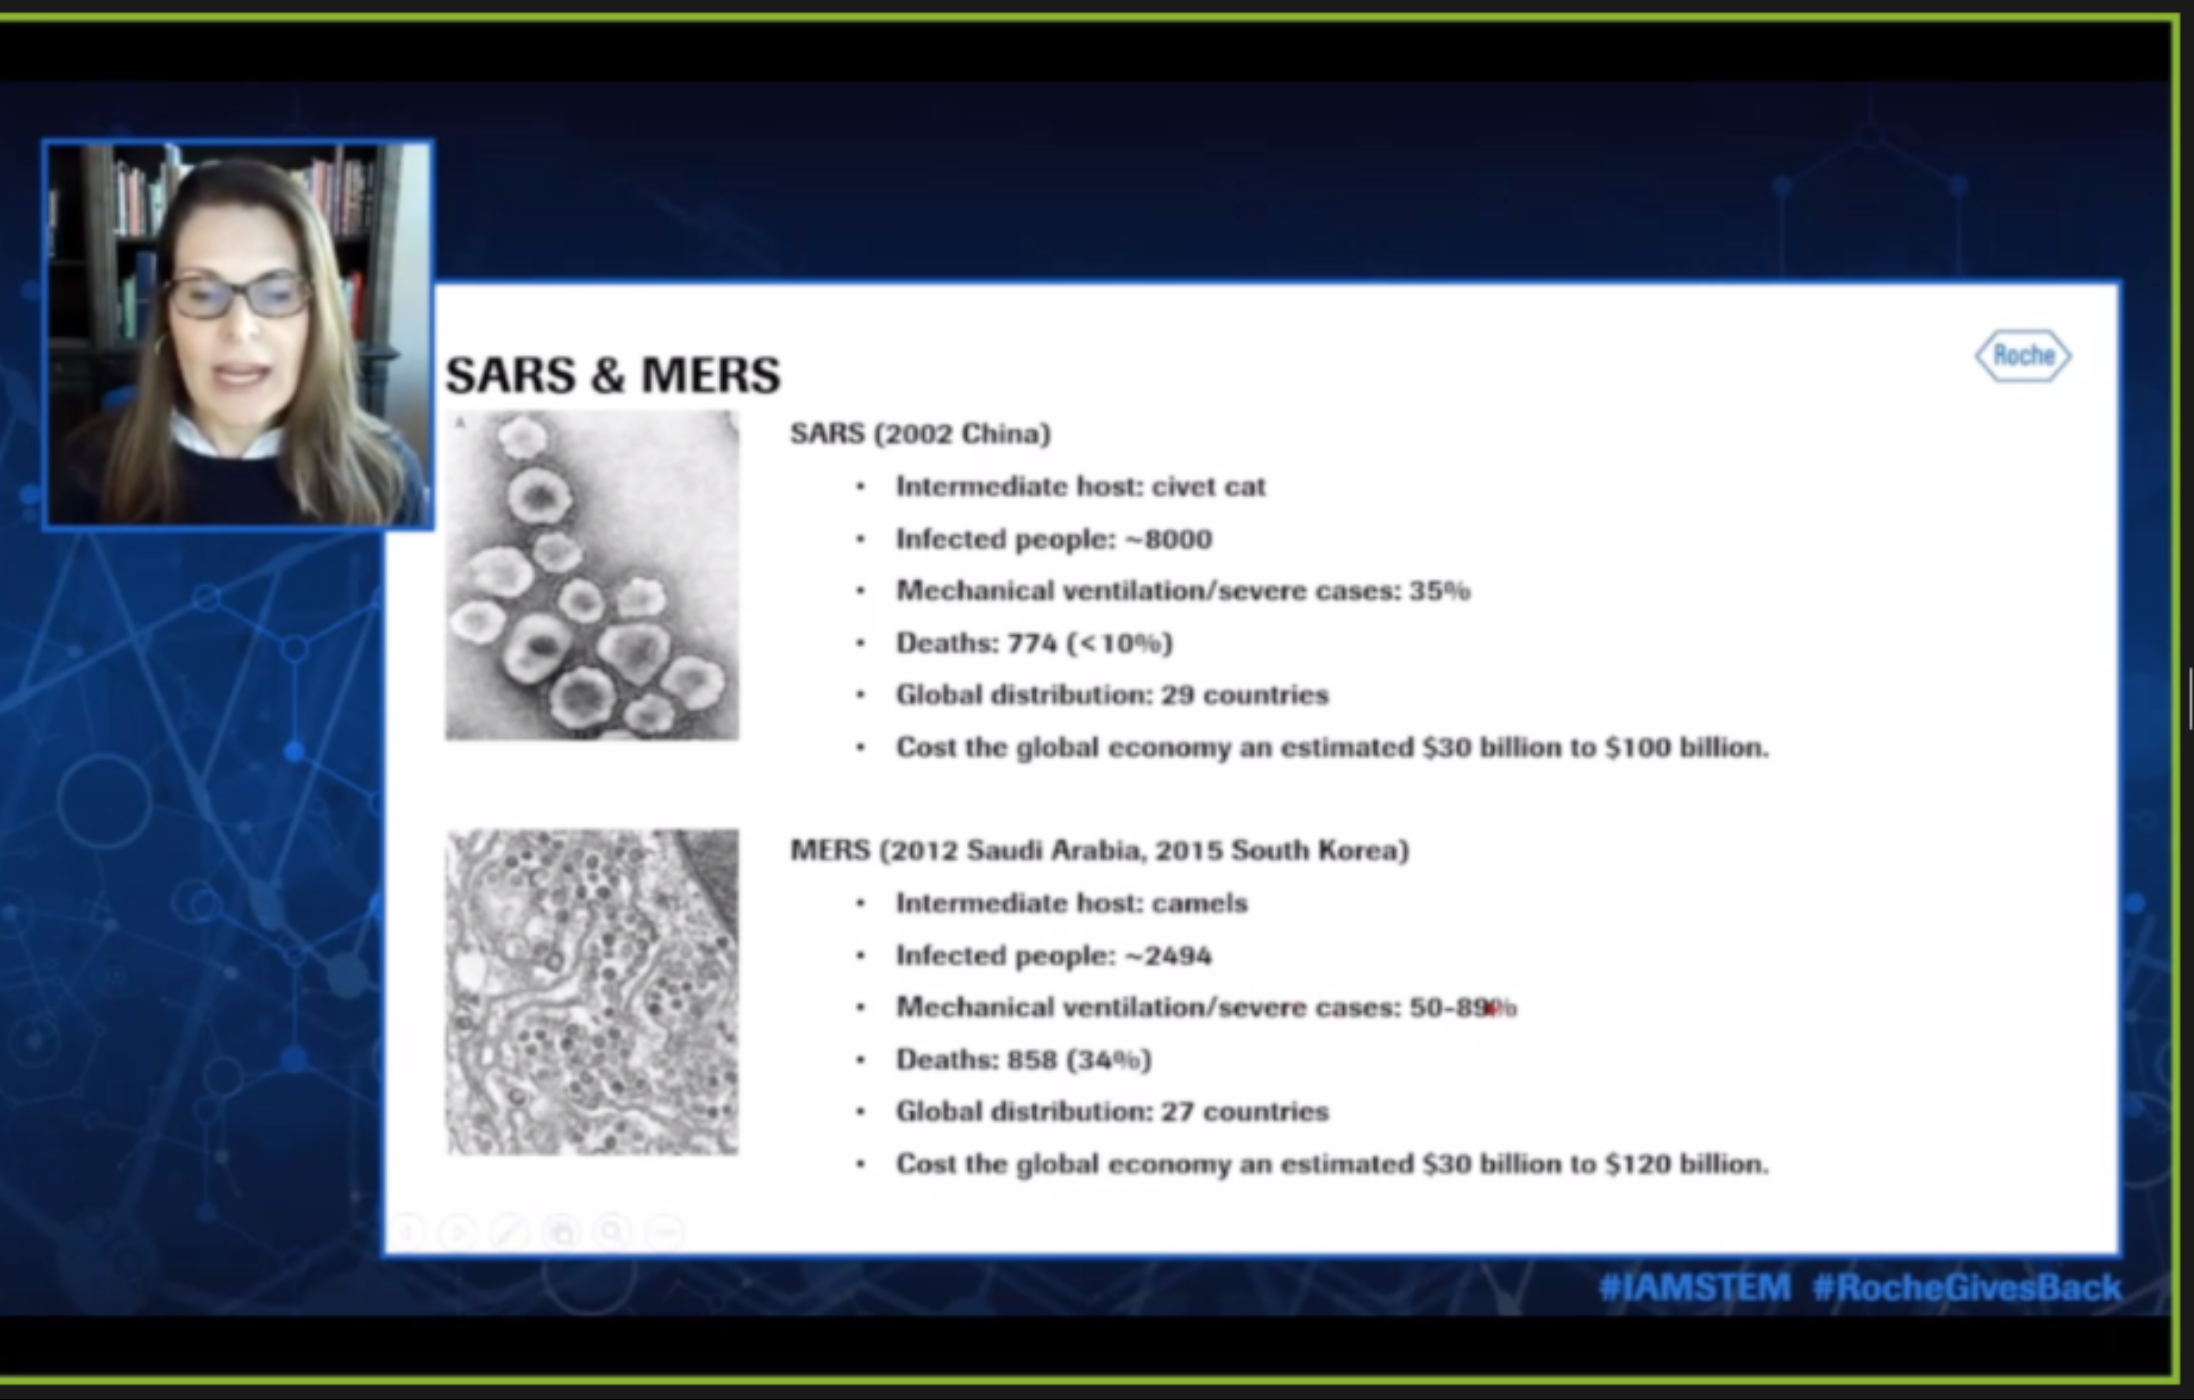 SARS & MERS
Roche
A
SARS (2002 China)
• Intermediate host: civet cat
• Infected people: ~8000
• Mechanical ventilation/severe cases: 35%
• Deaths: 774 (<10%)
• Global distribution: 29 countries
• Cost the global economy an estimated $30 billion to $100 billion.
MERS (2012 Saudi Arabia, 2015 South Korea)
• Intermediate host: camels
• Infected people: ~2494
• Mechanical ventilation/severe cases: 50-89%
• Deaths: 858 (34%)
• Global distribution: 27 countries
• Cost the global economy an estimated $30 billion to $120 billion.
#IAMSTEM #RocheGivesBack